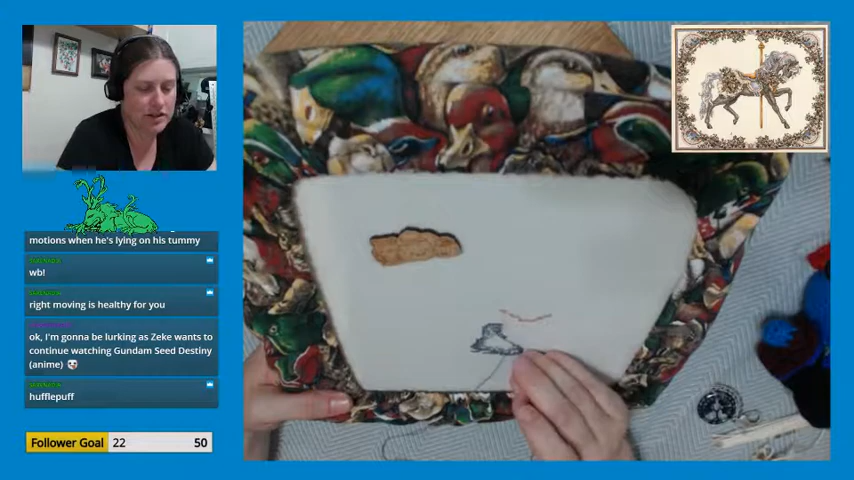 motions when he's lying on his tummy
wb!
right moving is healthy for you
ok, I'm gonna be lurking as Zeke wants to
continue watching Gundam Seed Destiny
(anime)
hufflepuff
Follower Goal 22 50